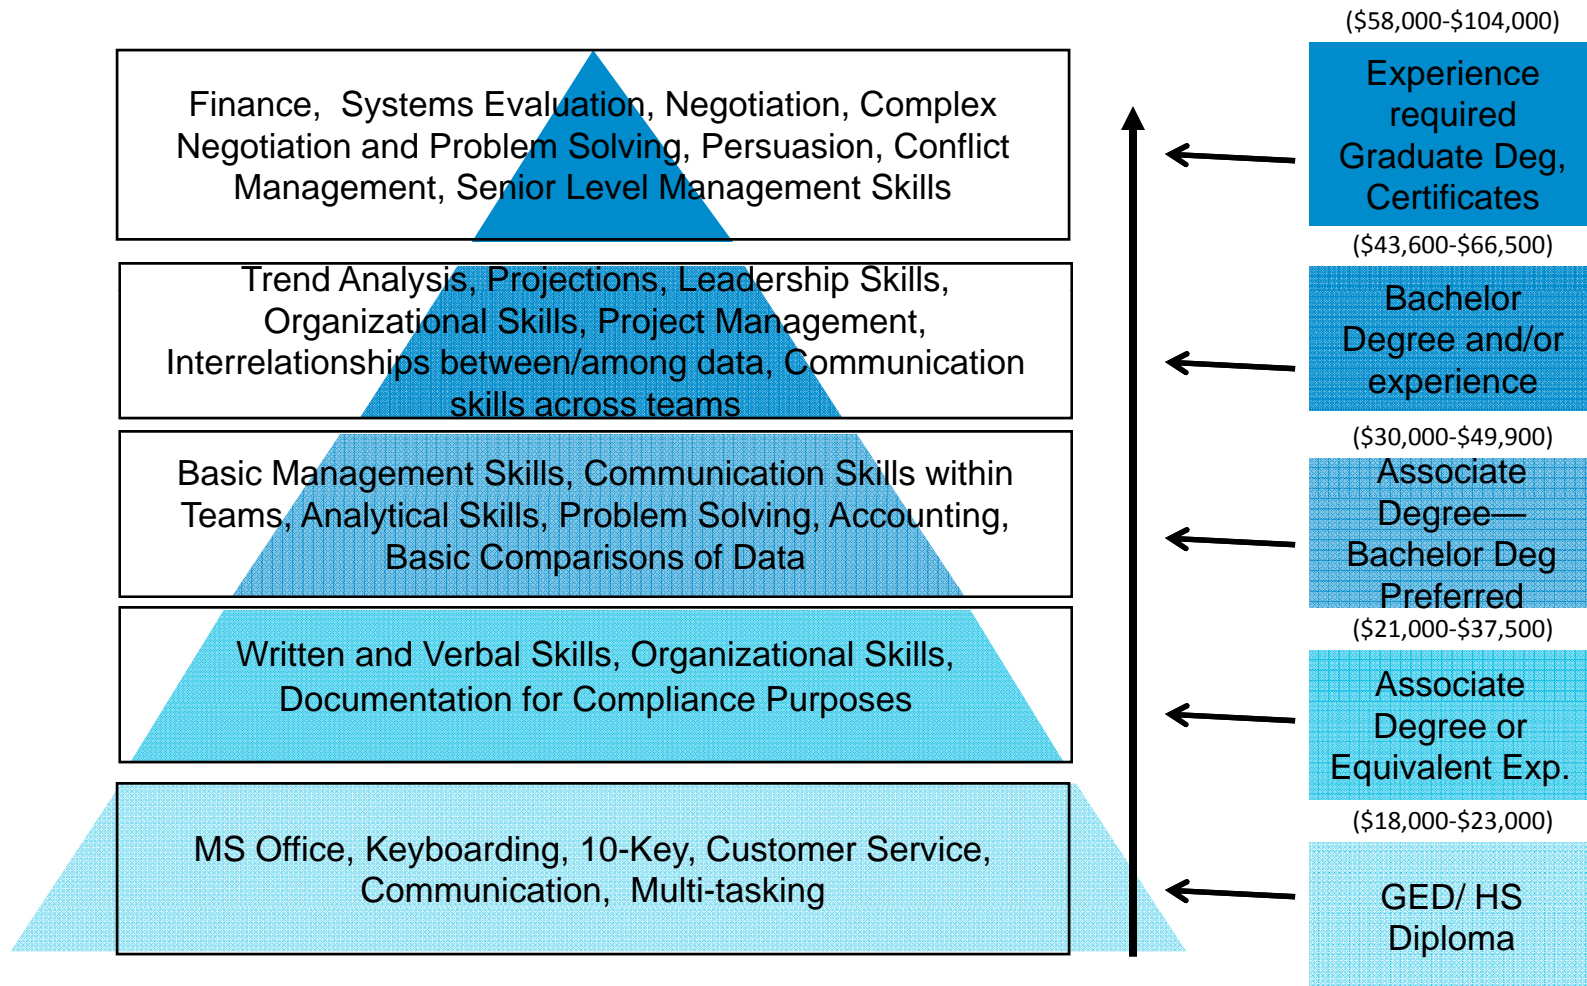 ($58,000-$104,000)
Finance,  Systems Evaluation, Negotiation, Complex
Negotiation and Problem Solving, Persuasion, Conflict
Management, Senior Level Management Skills
Experience
required
Graduate Deg,
Certificates
($43,600-$66,500)
Trend Analysis, Projections, Leadership Skills,
Organizational Skills, Project Management,
Interrelationships between/among data, Communication
skills across teams
Bachelor
Degree and/or
experience
($30,000-$49,900)
Basic Management Skills, Communication Skills within
Teams, Analytical Skills, Problem Solving, Accounting,
Basic Comparisons of Data
Associate
Degree—
Bachelor Deg
Preferred
($21,000-$37,500)
Written and Verbal Skills, Organizational Skills,
Documentation for Compliance Purposes
Associate
Degree or
Equivalent Exp.
($18,000-$23,000)
MS Office, Keyboarding, 10-Key, Customer Service,
Communication,  Multi-tasking
GED/ HS
Diploma